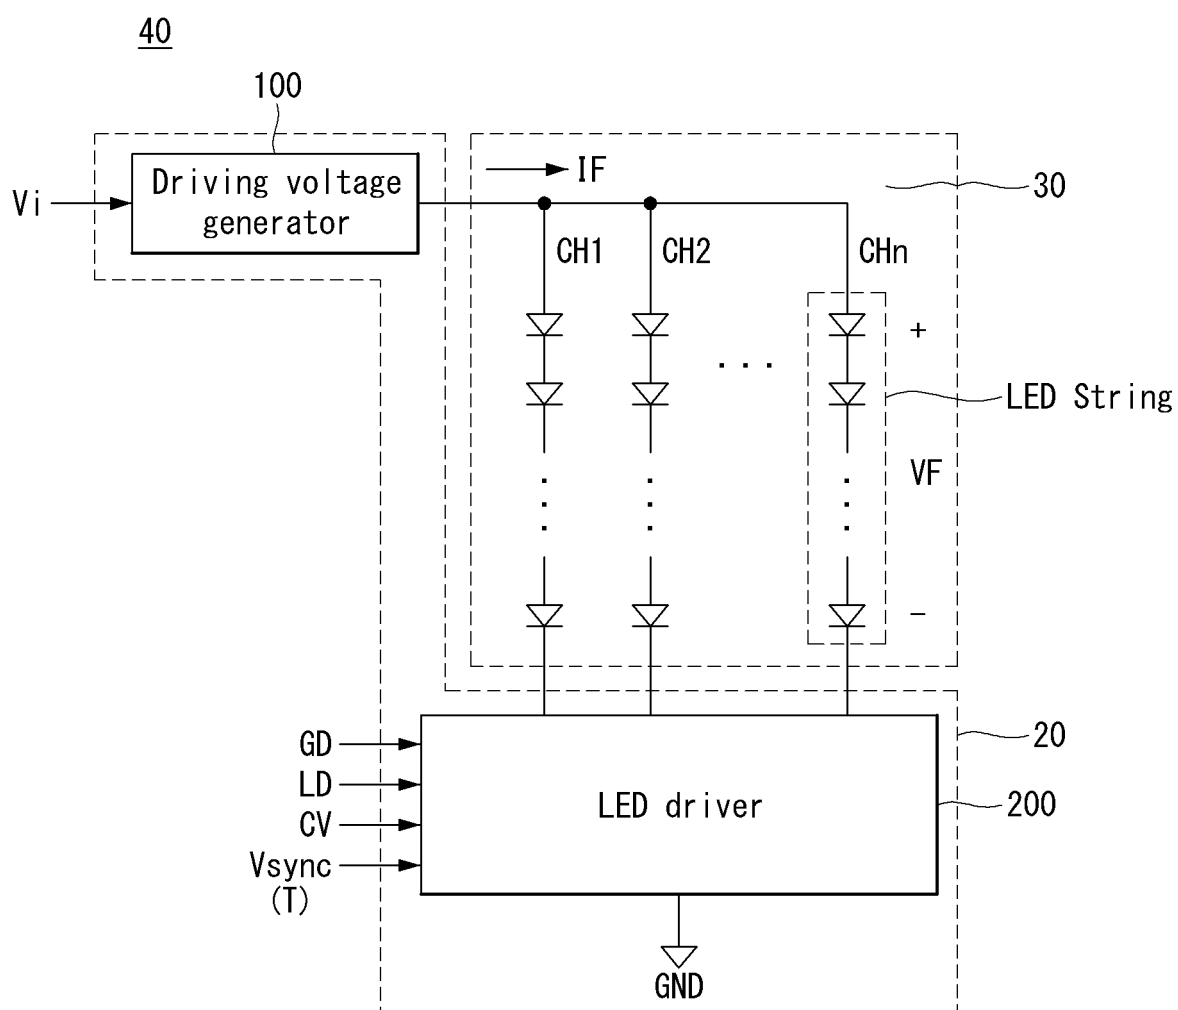 40
100
Driving voltage
generator
Vi
IF
30
CH1
CH2
CHn
+
LED String
VF
−
GD
LD
CV
Vsync
(T)
LED driver
20
200
GND